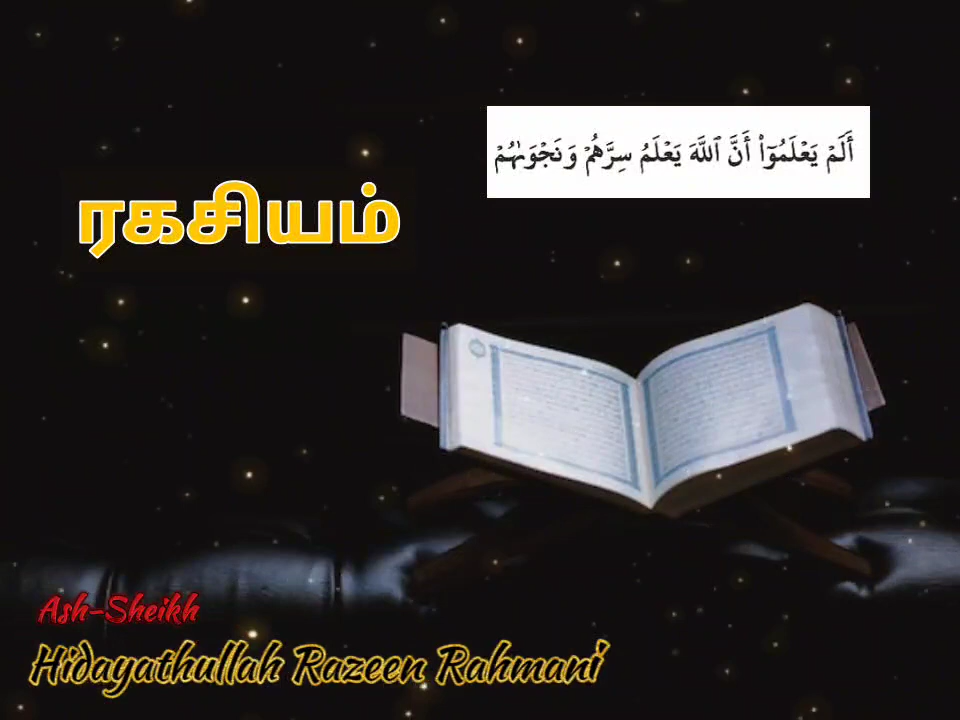 أَلَمْ يَعْلَمُوٓا۟ أَنَّ ٱللَّهَ يَعْلَمُ سِرَّهُمْ وَنَجْوَىٰهُمْ
ரகசியம்
Ash-Sheikh
Hidayathullah Razeen Rahmani